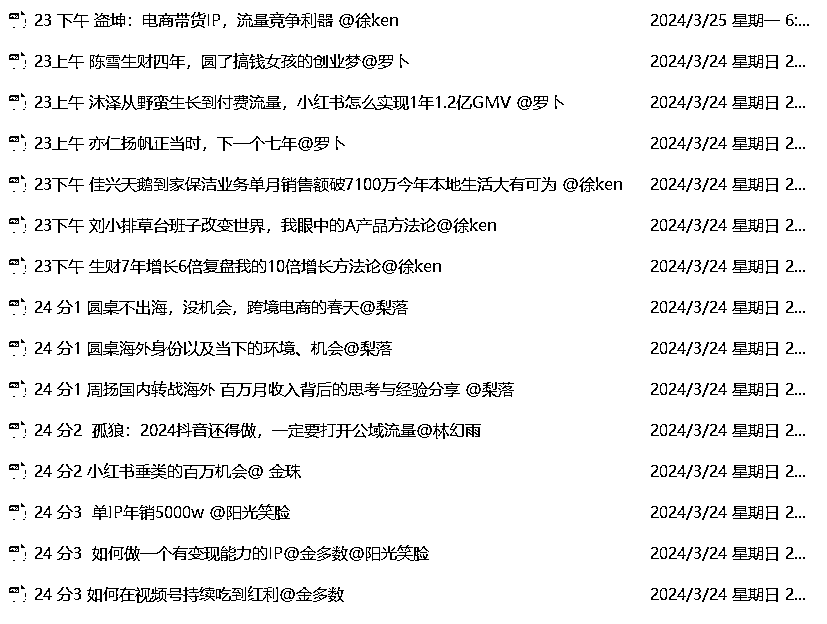 23 下午 盗坤：电商带货IP，流量竞争利器 @徐ken 2024/3/25 星期一 6:...
23上午 陈雪生财四年，圆了搞钱女孩的创业梦@罗卜 2024/3/24 星期日 2...
23上午 沐泽从野蛮生长到付费流量，小红书怎么实现1年1.2亿GMV @罗卜 2024/3/24 星期日 2...
23上午 亦仁扬帆正当时，下一个七年@罗卜 2024/3/24 星期日 2...
23下午 佳兴天鹅到家保洁业务单月销售额破7100万今年本地生活大有可为 @徐ken 2024/3/24 星期日 2...
23下午 刘小排草台班子改变世界，我眼中的A产品方法论@徐ken 2024/3/24 星期日 2...
23下午 生财7年增长6倍复盘我的10倍增长方法论@徐ken 2024/3/24 星期日 2...
24 分1 圆桌不出海，没机会，跨境电商的春天@梨落 2024/3/24 星期日 2...
24 分1 圆桌海外身份以及当下的环境、机会@梨落 2024/3/24 星期日 2...
24 分1 周扬国内转战海外 百万月收入背后的思考与经验分享 @梨落 2024/3/24 星期日 2...
24 分2 孤狼：2024抖音还得做，一定要打开公域流量@林幻雨 2024/3/24 星期日 2...
24 分2 小红书垂类的百万机会@ 金珠 2024/3/24 星期日 2...
24 分3 单IP年销5000w @阳光笑脸 2024/3/24 星期日 2...
24 分3 如何做一个有变现能力的IP@金多数@阳光笑脸 2024/3/24 星期日 2...
24 分3 如何在视频号持续吃到红利@金多数 2024/3/24 星期日 2...